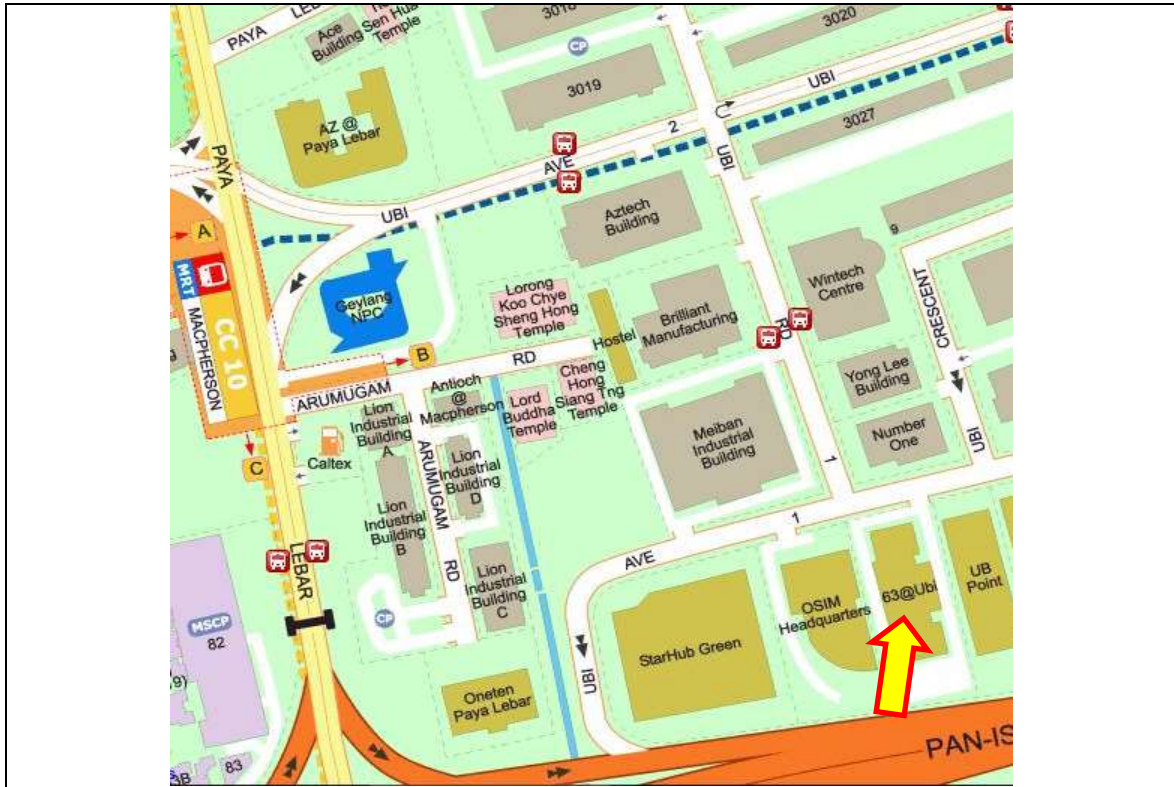 PAYA LE
Ace
Building
Sen Hua
Temple
3018
CP
3019
3020
UBI
3027
PAYA
AZ @
Paya Lebar
AVE
2
UBI
UBI
A
MRT
MACPHERSON
CC 10
Geylang
NPC
Aztech
Building
9
Wintech
Centre
CRESCENT
Lorong
Koo Chye
Sheng Hong
Temple
Brilliant
Manufacturing
RD
Hostel
B
RD
ARUMUGAM
Antioch
@
Macpherson
Cheng
Hong
Siang Tng
Temple
Lord
Buddha
Temple
Yong Lee
Building
Number
One
UBI
Lion
Industrial
Building
A
Caltex
C
ARUMUGAM
Lion
Industrial
Building
D
Meiban
Industrial
Building
1
1
Lion
Industrial
Building
B
RD
AVE
LEBAR
Lion
Industrial
Building
C
OSIM
Headquarters
63@Ubi
UB
Point
MSCP
82
CP
StarHub Green
UBI
9)
Oneten
Paya Lebar
PAN-IS
83
3B
s